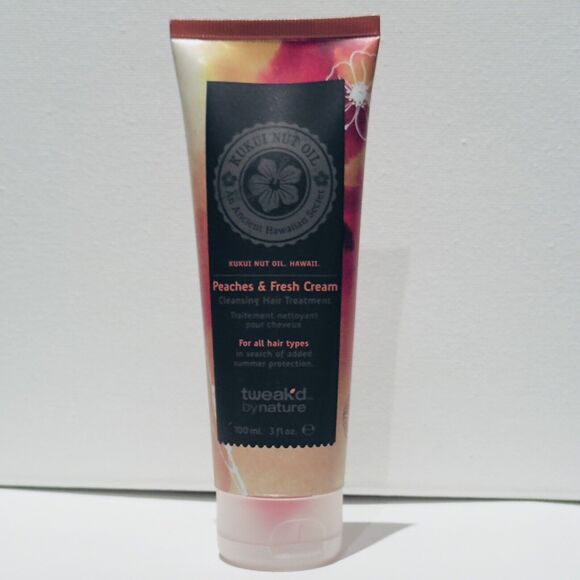 KUKUI NUT OIL
An Ancient Hawaiian Secret
KUKUI NUT OIL. HAWAII.
Peaches & Fresh Cream
Cleansing Hair Treatment
Traitement nettoyant
pour cheveux
For all hair types
in search of added
summer protection.
tweak'd
by nature
100 ml. 3 fl oz. ℮